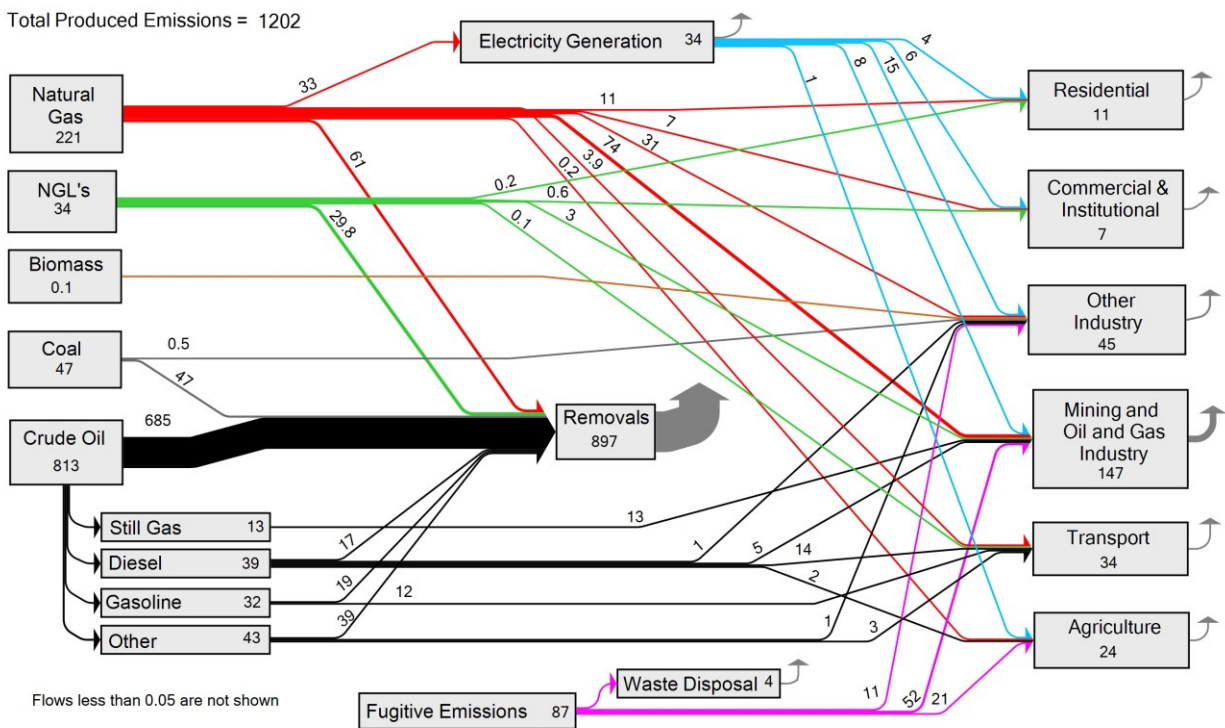 Total Produced Emissions = 1202
Electricity Generation 34
4
6
15
8
1
33
Natural
Gas
221
11
7
31
74
3.9
0.2
61
Residential
11
NGL's
34
0.2
0.6
3
0.1
29.8
Commercial &
Institutional
7
Biomass
0.1
Other
Industry
45
Coal
47
0.5
47
685
Crude Oil
813
Removals
897
Mining and
Oil and Gas
Industry
147
Still Gas 13
13
Diesel 39
17
1
5
14
2
Transport
34
Gasoline 32
19
12
Other 43
39
1
3
Agriculture
24
Flows less than 0.05 are not shown
Waste Disposal 4
Fugitive Emissions 87
11
52
21